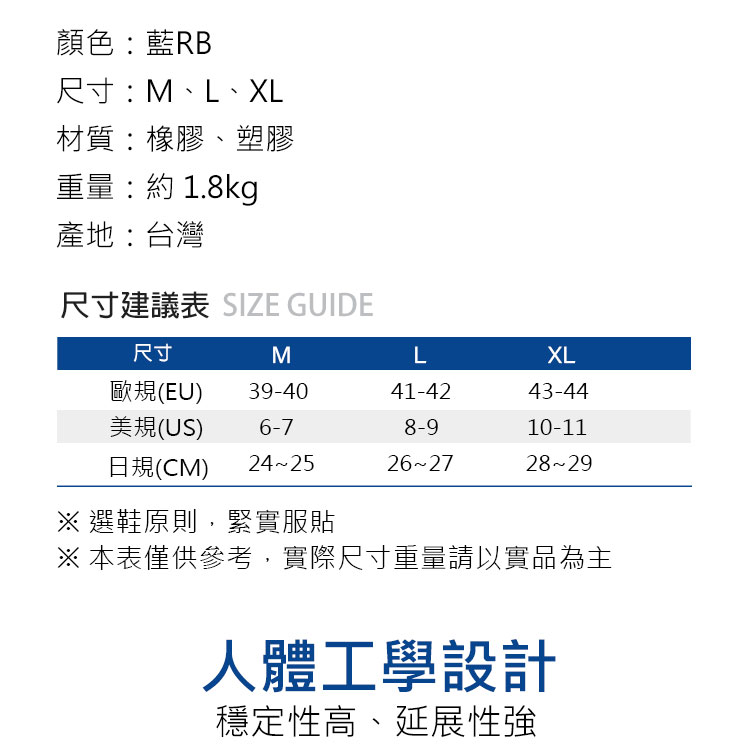 顏色：藍RB
尺寸：M、L、XL
材質：橡膠、塑膠
重量：約 1.8kg
產地：台灣
尺寸建議表 SIZE GUIDE
尺寸 M L XL
歐規(EU) 39-40 41-42 43-44
美規(US) 6-7 8-9 10-11
日規(CM) 24~25 26~27 28~29
※ 選鞋原則，緊實服貼
※ 本表僅供參考，實際尺寸重量請以實品為主
人體工學設計
穩定性高、延展性強